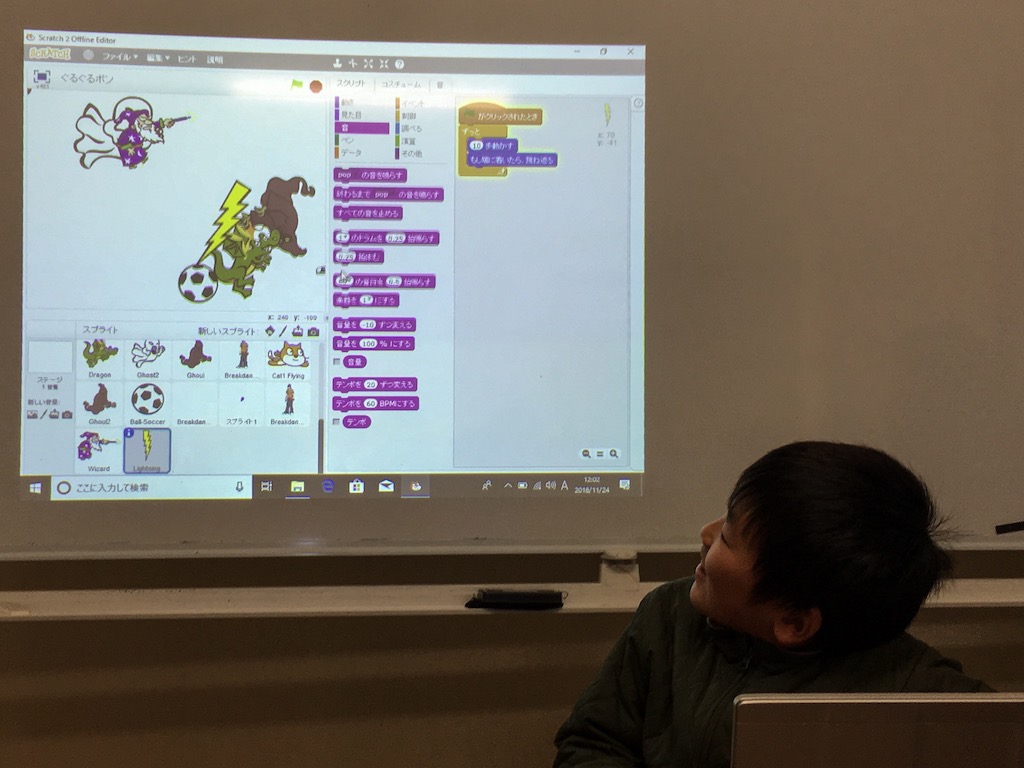 Scratch 2 Offline Editor
SCRATCH ファイル 編集 ヒント 説明
ぐるぐるポン
スクリプト コスチューム 音
動き イベント
見た目 制御
音 調べる
ペン 演算
データ その他
pop の音を鳴らす
終わるまで pop の音を鳴らす
すべての音を止める
1 のドラムを 0.25 拍鳴らす
0.25 拍休む
の音符を 0.5 拍鳴らす
楽器を 1 にする
音量を -10 ずつ変える
音量を 100 % にする
音量
テンポを 20 ずつ変える
テンポを 60 BPMにする
テンポ
がクリックされたとき
ずっと
10 歩動かす
もし端に着いたら、跳ね返る
x: 240 y: -180
スプライト 新しいスプライト:
ステージ
1 背景
新しい背景:
Dragon Ghost2 Ghoul Breakdan... Cat1 Flying
Ghoul2 Ball-Soccer Breakdan... スプライト1 Breakdan...
Wizard Lightning
ここに入力して検索
A
12:02
2018/11/24